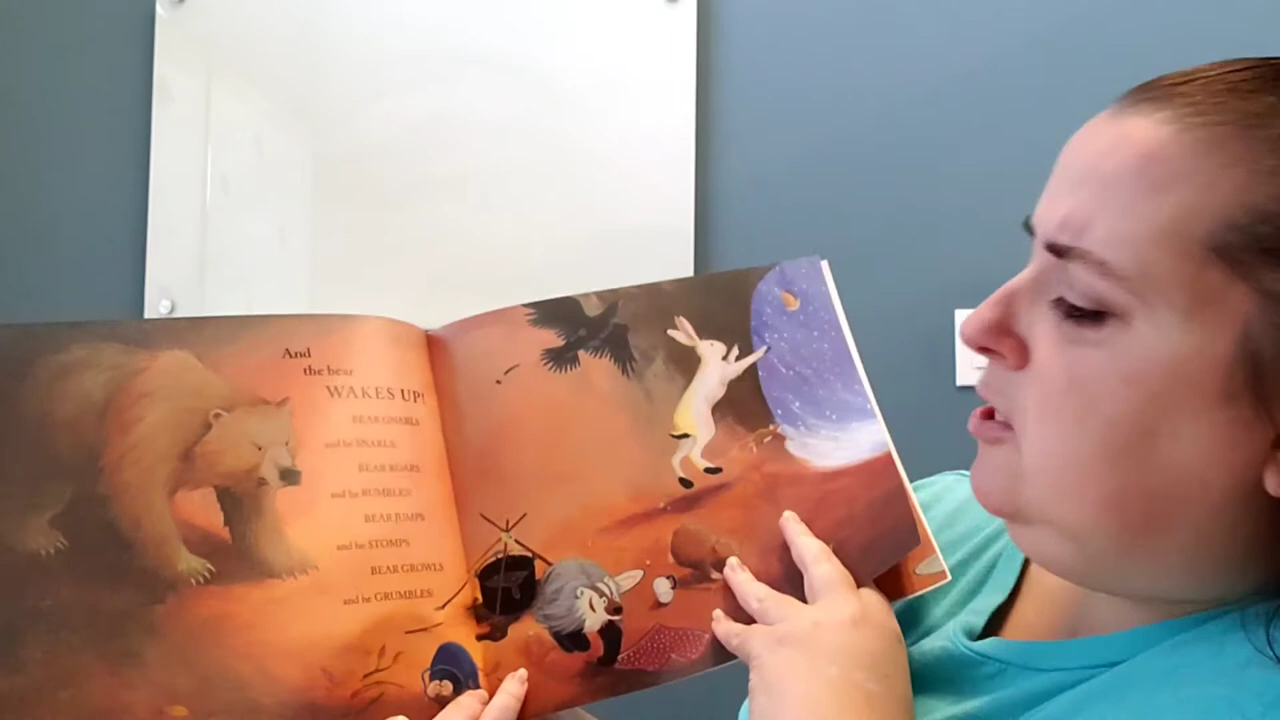 And
the bear
WAKES UP!
BEAR GNARLS
and he SNARLS.
BEAR ROARS
and he RUMBLES!
BEAR JUMPS
and he STOMPS
BEAR GROWLS
and he GRUMBLES!